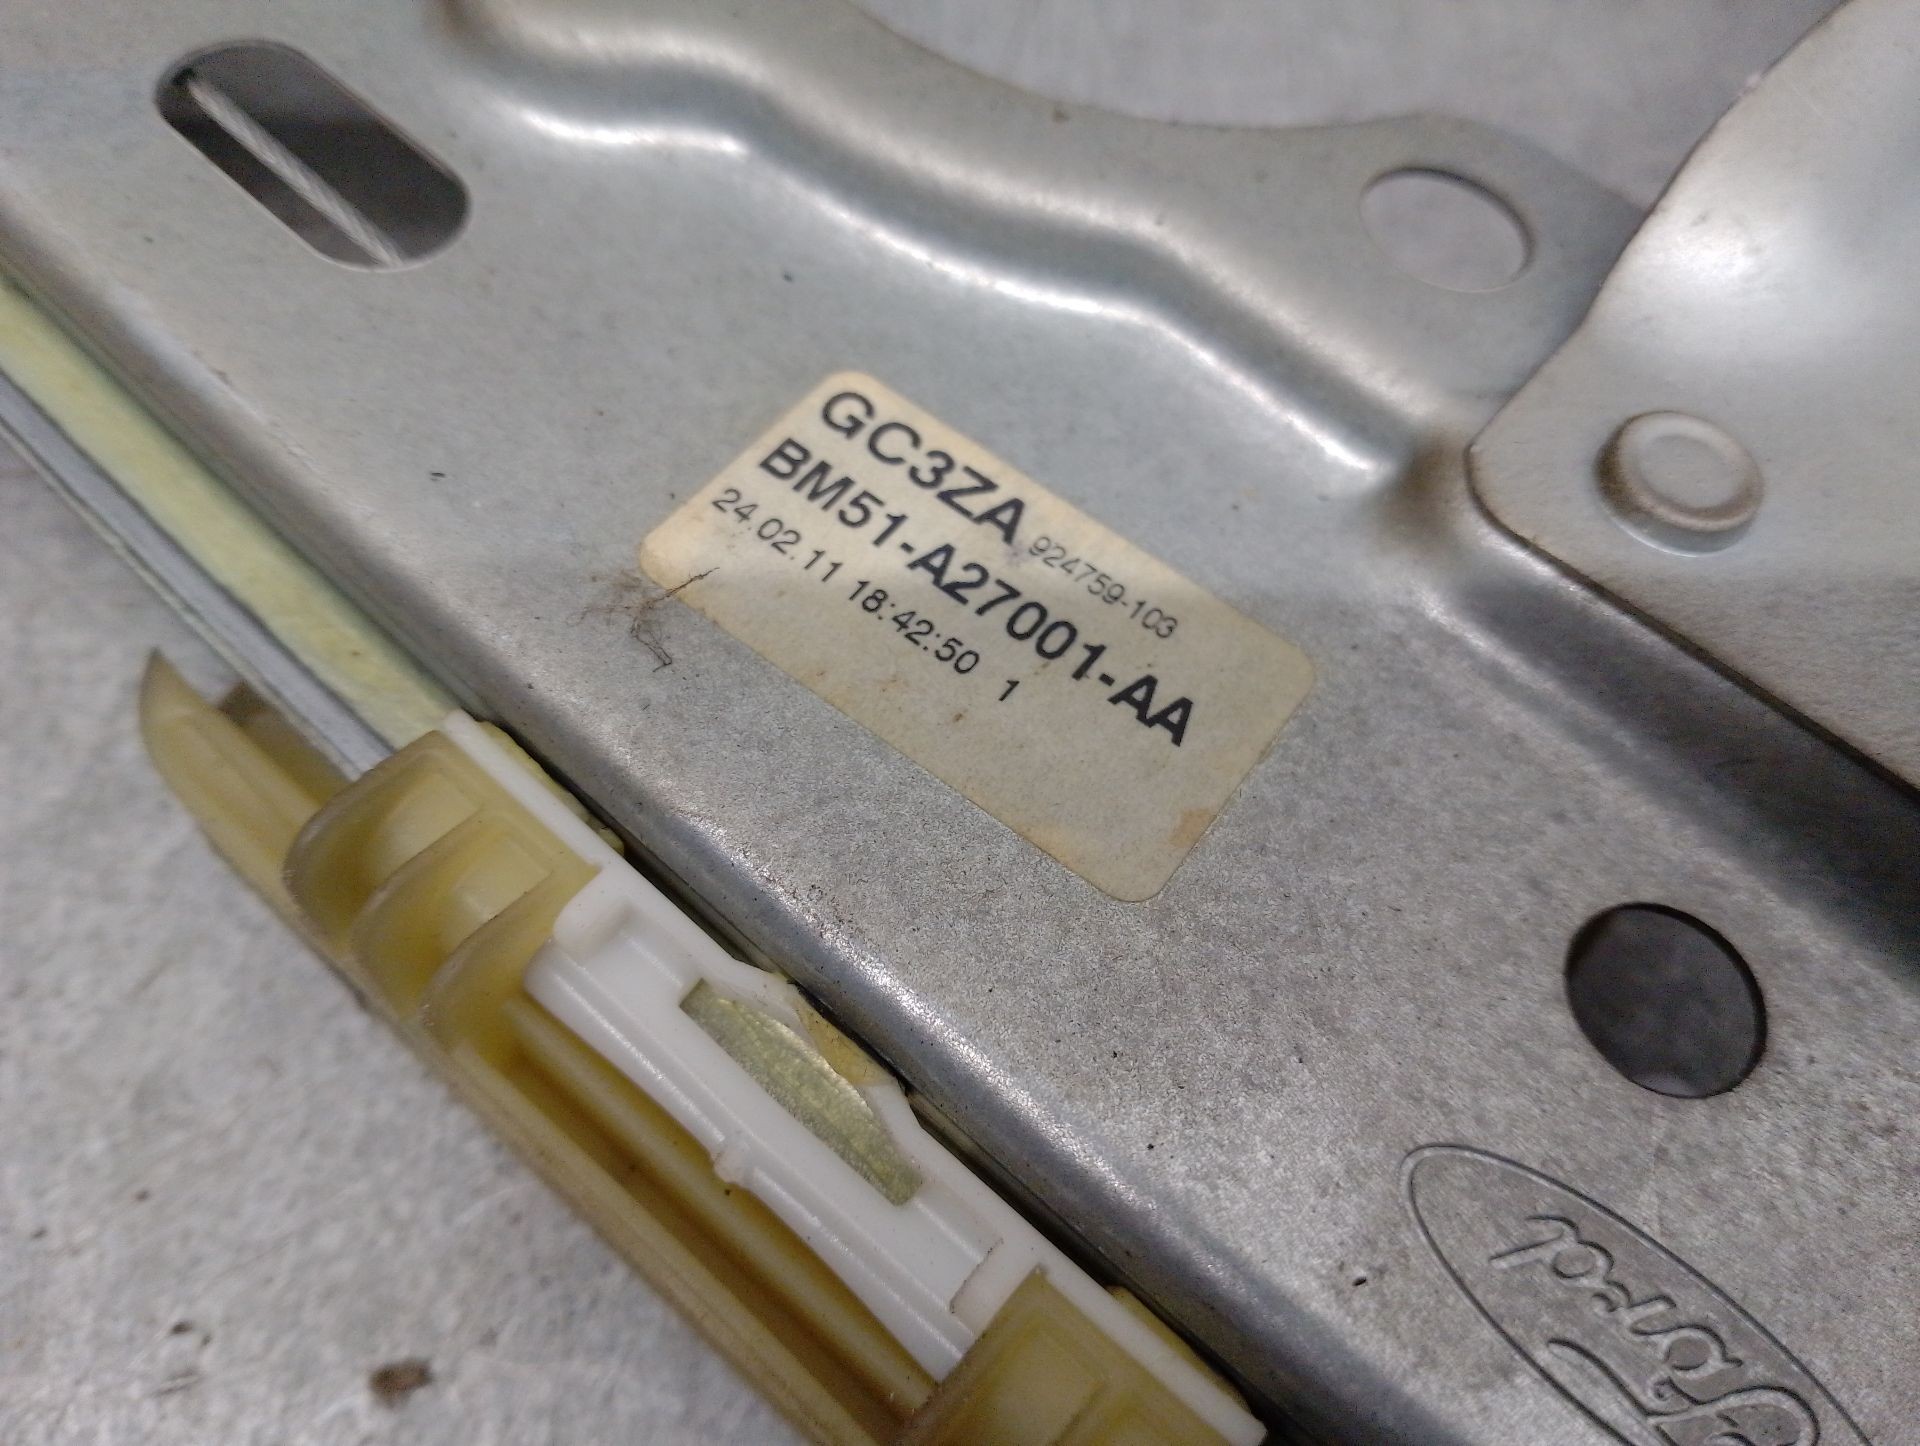 GC3ZA 924759-103
BM51-A27001-AA
24.02.11 18:42:50 1
Ford